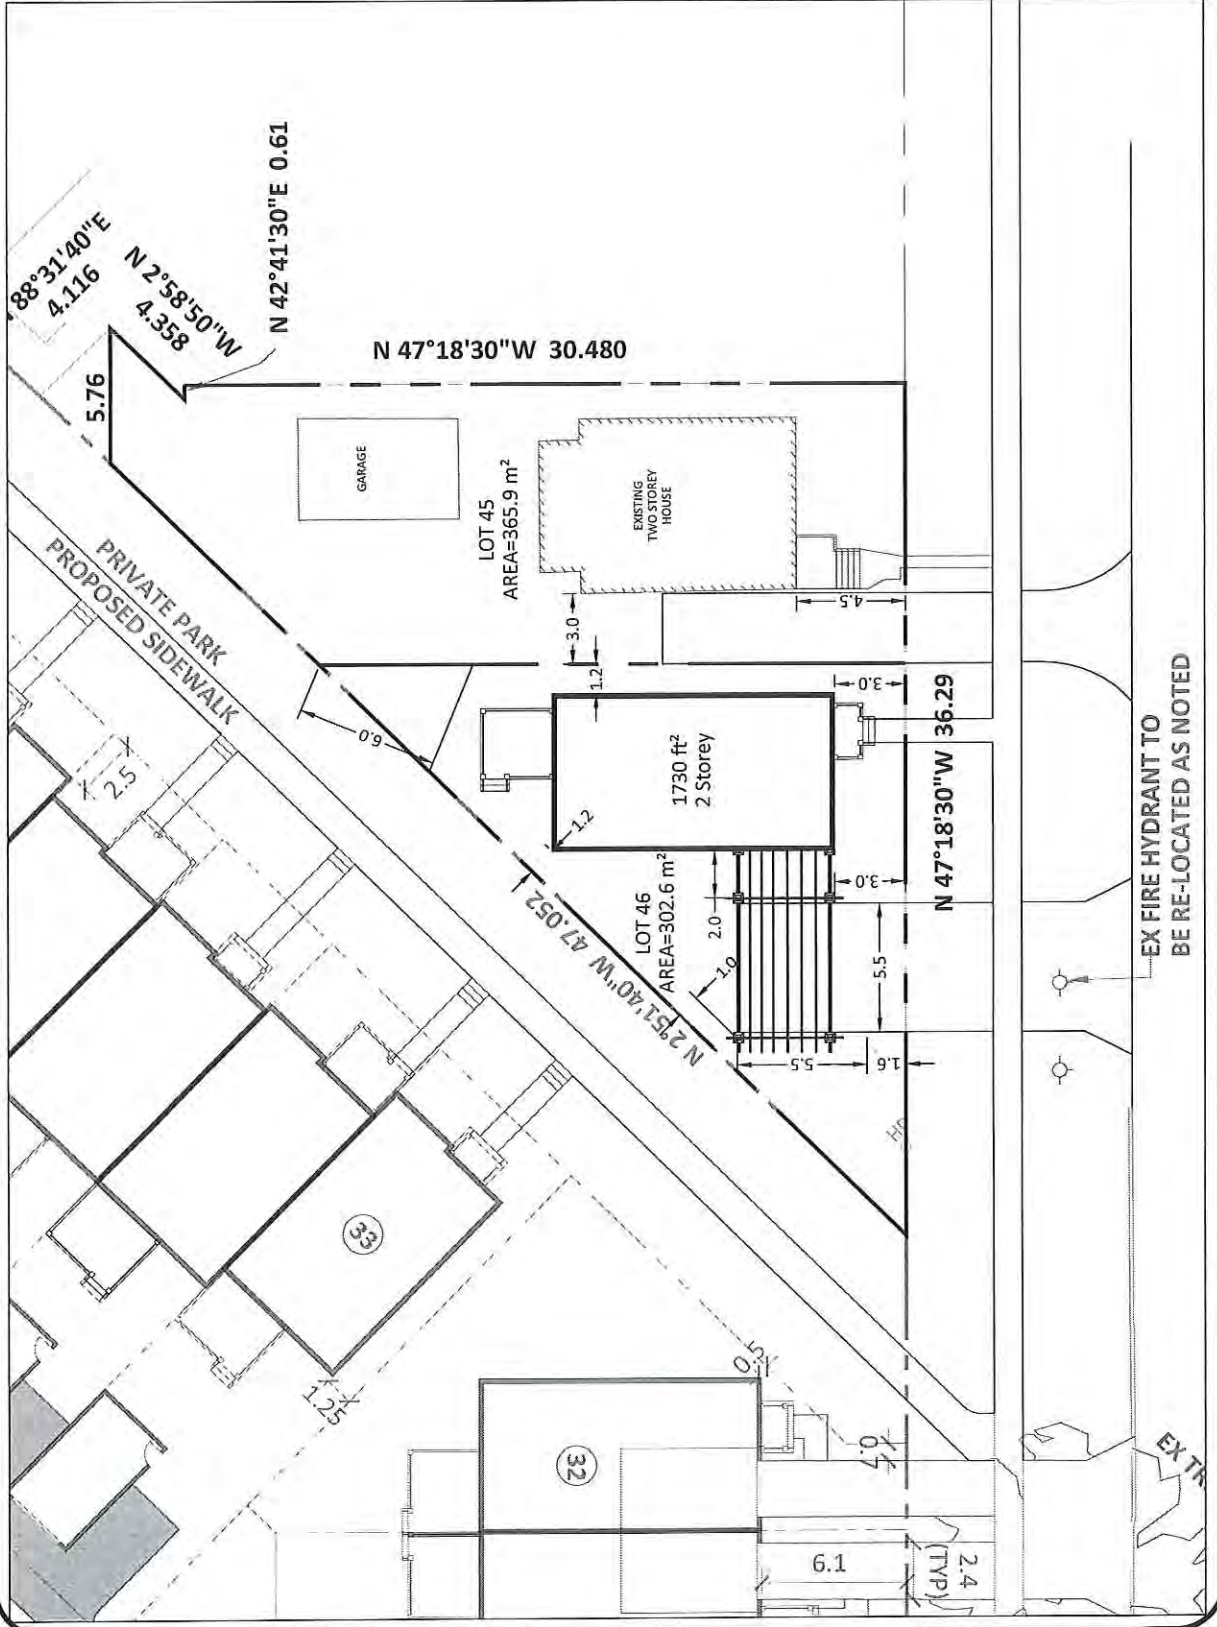 88°31'40"E
4.116
N 2°58'50"W
4.358
N 42°41'30"E 0.61
5.76
N 47°18'30"W 30.480
PRIVATE PARK
PROPOSED SIDEWALK
GARAGE
LOT 45
AREA=365.9 m²
EXISTING
TWO STOREY
HOUSE
3.0
4.5
1.2
6.0
2.5
1730 ft²
2 Storey
1.2
3.0
3.0
N 47°18'30"W 36.29
N 2°51'40"W 47.052
LOT 46
AREA=302.6 m²
2.0
1.0
5.5
5.5
1.6
EX FIRE HYDRANT TO
BE RE-LOCATED AS NOTED
33
1.25
32
0.5
0.7
6.1
2.4
(TYP)
EX TR